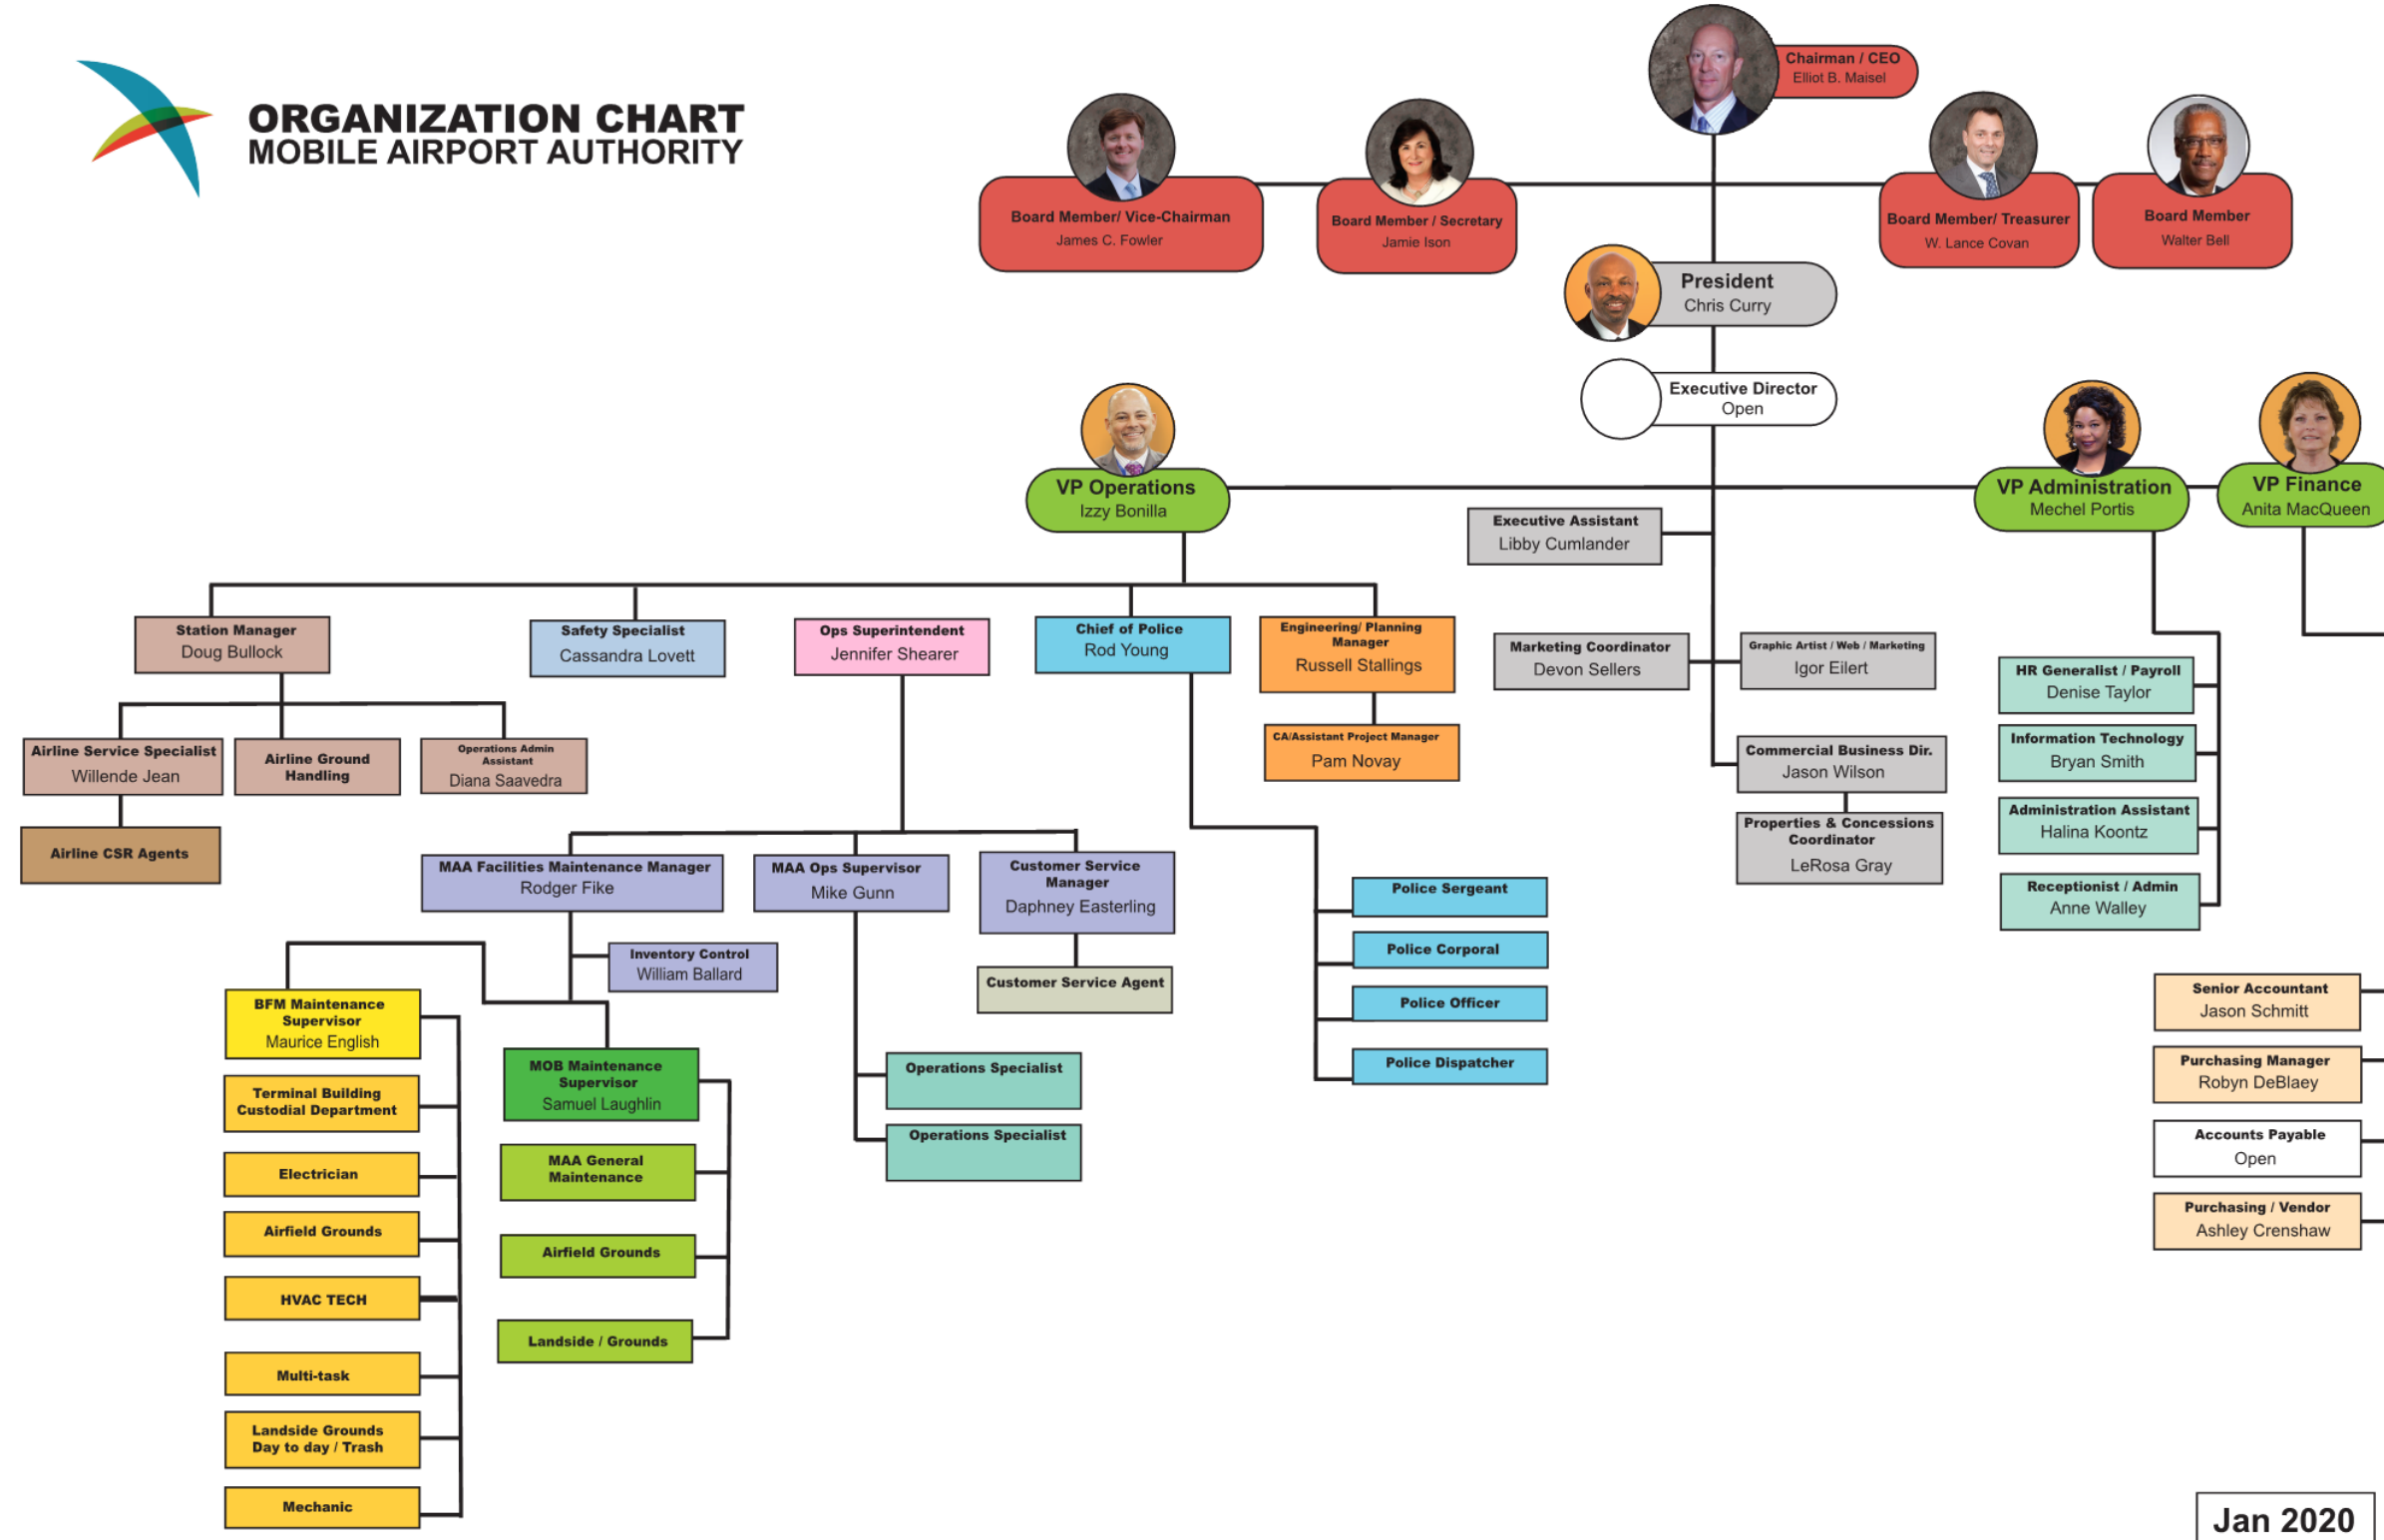 ORGANIZATION CHART
MOBILE AIRPORT AUTHORITY
Chairman / CEO
Elliot B. Maisel
Board Member/ Vice-Chairman
James C. Fowler
Board Member / Secretary
Jamie Ison
Board Member/ Treasurer
W. Lance Covan
Board Member
Walter Bell
President
Chris Curry
Executive Director
Open
VP Operations
Izzy Bonilla
VP Administration
Mechel Portis
VP Finance
Anita MacQueen
Executive Assistant
Libby Cumlander
Station Manager
Doug Bullock
Safety Specialist
Cassandra Lovett
Ops Superintendent
Jennifer Shearer
Chief of Police
Rod Young
Engineering/ Planning
Manager
Russell Stallings
Marketing Coordinator
Devon Sellers
Graphic Artist / Web / Marketing
Igor Eilert
HR Generalist / Payroll
Denise Taylor
Airline Service Specialist
Willende Jean
Airline Ground
Handling
Operations Admin
Assistant
Diana Saavedra
CA/Assistant Project Manager
Pam Novay
Commercial Business Dir.
Jason Wilson
Information Technology
Bryan Smith
Airline CSR Agents
Properties & Concessions
Coordinator
LeRosa Gray
Administration Assistant
Halina Koontz
MAA Facilities Maintenance Manager
Rodger Fike
MAA Ops Supervisor
Mike Gunn
Customer Service
Manager
Daphney Easterling
Police Sergeant
Receptionist / Admin
Anne Walley
Inventory Control
William Ballard
Customer Service Agent
Police Corporal
Police Officer
Police Dispatcher
BFM Maintenance
Supervisor
Maurice English
MOB Maintenance
Supervisor
Samuel Laughlin
Operations Specialist
Operations Specialist
Senior Accountant
Jason Schmitt
Purchasing Manager
Robyn DeBlaey
Accounts Payable
Open
Purchasing / Vendor
Ashley Crenshaw
Terminal Building
Custodial Department
Electrician
Airfield Grounds
HVAC TECH
Multi-task
Landside Grounds
Day to day / Trash
Mechanic
MAA General
Maintenance
Airfield Grounds
Landside / Grounds
Jan 2020